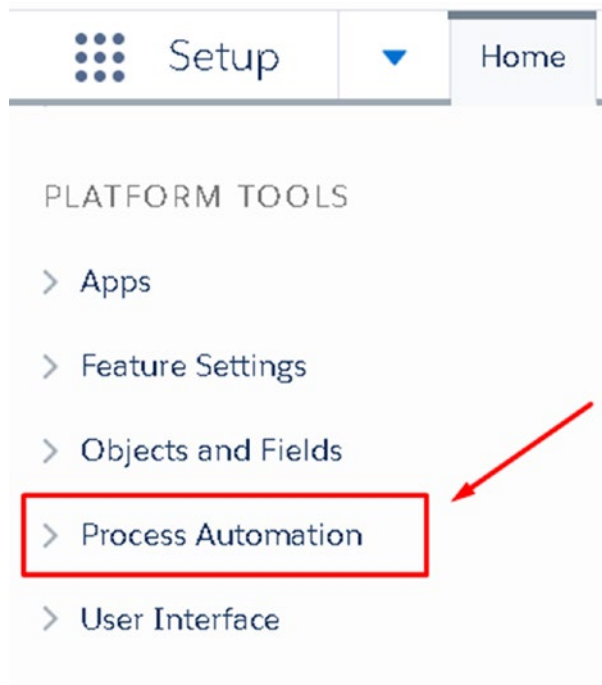 Setup Home
PLATFORM TOOLS
Apps
Feature Settings
Objects and Fields
Process Automation
User Interface